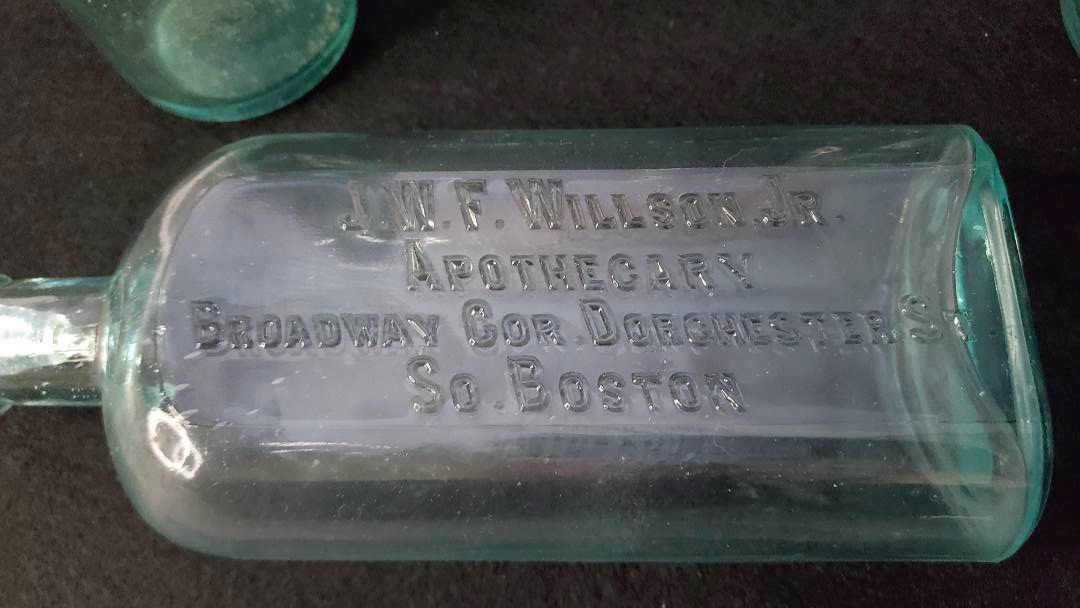 J.W.F. WILLSON.JR.
APOTHECARY
BROADWAY COR.DORCHESTER ST.
SO.BOSTON